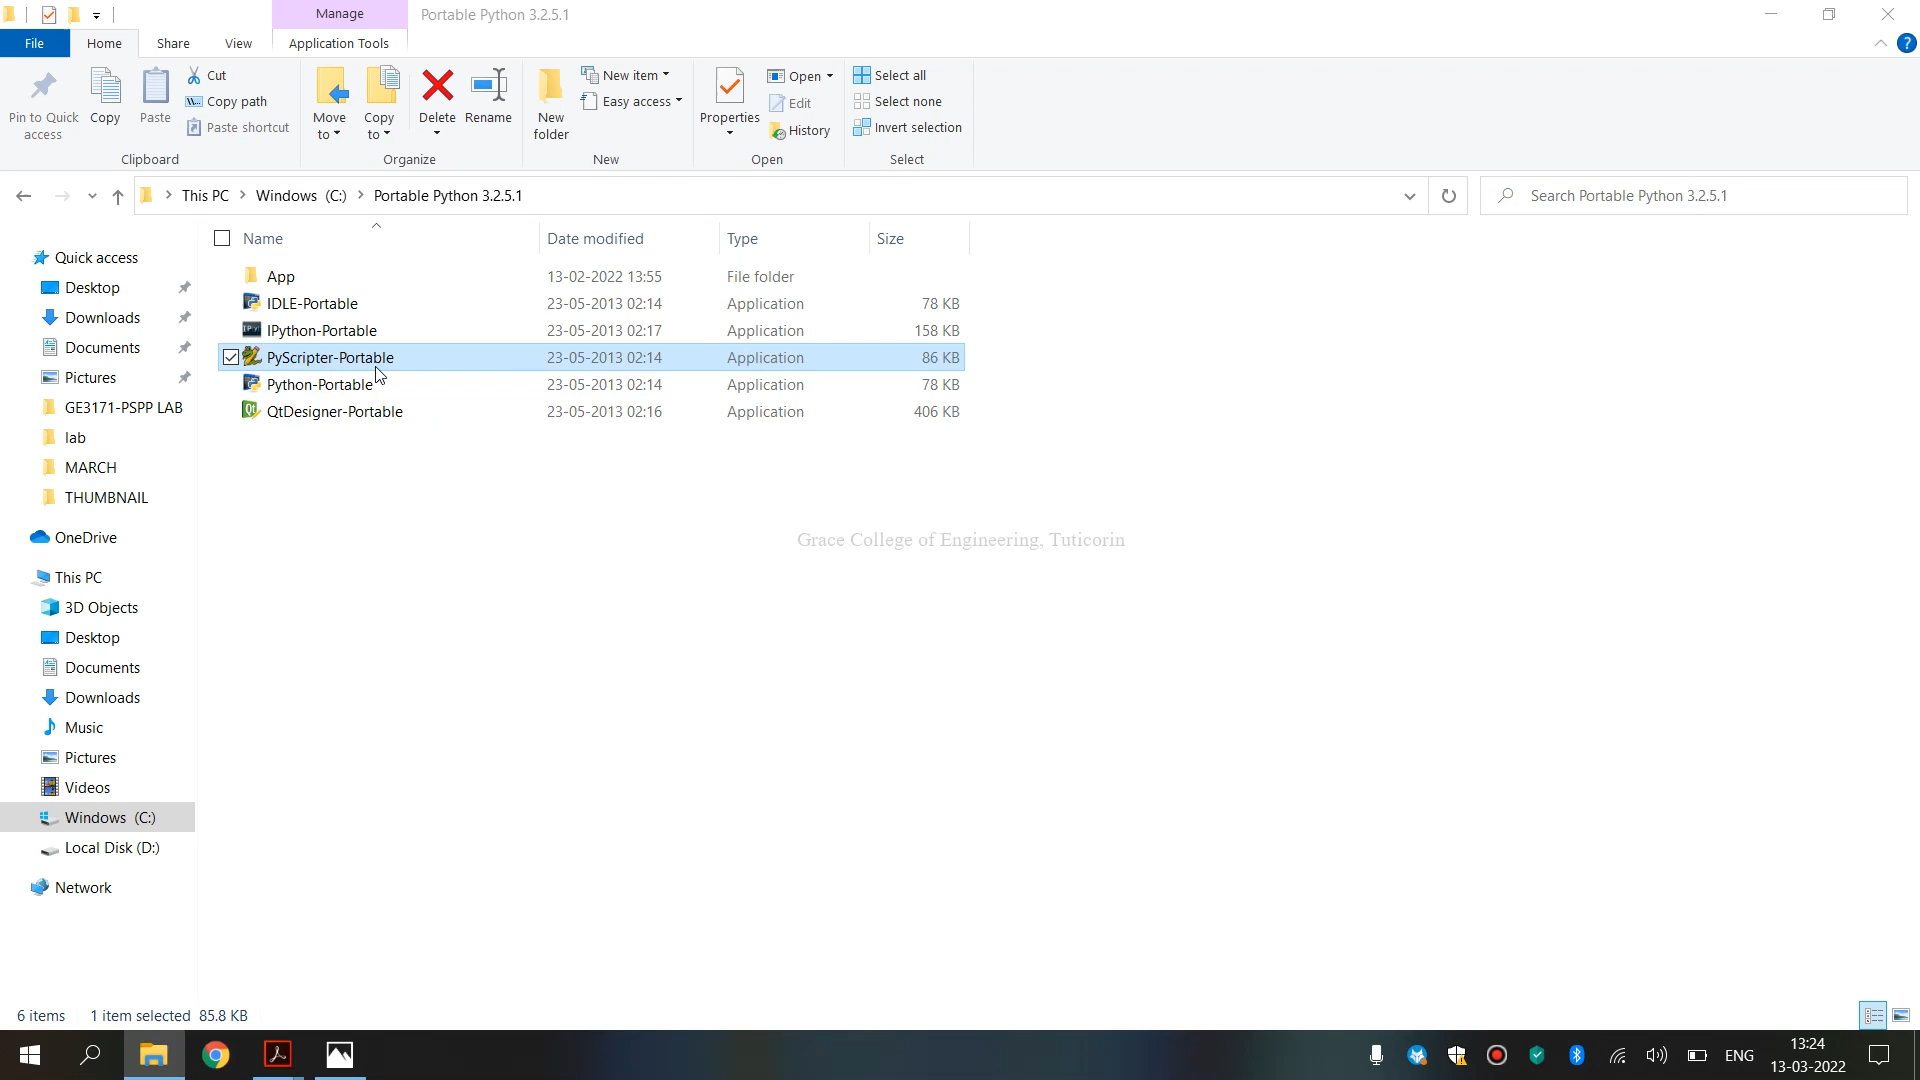 Manage
Portable Python 3.2.5.1
File
Home
Share
View
Application Tools
Pin to Quick access
Copy
Paste
Cut
Copy path
Paste shortcut
Clipboard
Move to
Copy to
Delete
Rename
Organize
New folder
New item
Easy access
New
Properties
Open
Edit
History
Open
Select all
Select none
Invert selection
Select
This PC > Windows (C:) > Portable Python 3.2.5.1
Search Portable Python 3.2.5.1
Name Date modified Type Size
App 13-02-2022 13:55 File folder
IDLE-Portable 23-05-2013 02:14 Application 78 KB
IPython-Portable 23-05-2013 02:17 Application 158 KB
PyScripter-Portable 23-05-2013 02:14 Application 86 KB
Python-Portable 23-05-2013 02:14 Application 78 KB
QtDesigner-Portable 23-05-2013 02:16 Application 406 KB
Quick access
Desktop
Downloads
Documents
Pictures
GE3171-PSPP LAB
lab
MARCH
THUMBNAIL
OneDrive
This PC
3D Objects
Desktop
Documents
Downloads
Music
Pictures
Videos
Windows (C:)
Local Disk (D:)
Network
Grace College of Engineering, Tuticorin
6 items 1 item selected 85.8 KB
ENG
13:24
13-03-2022